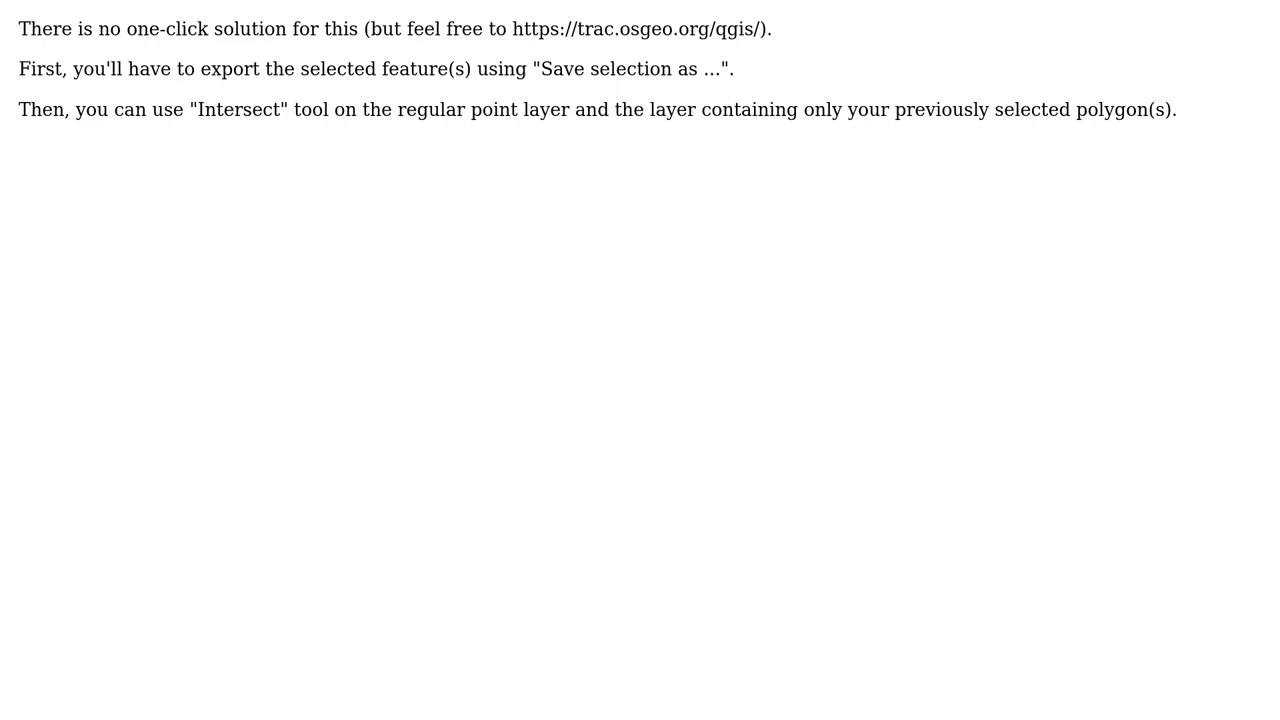 There is no one-click solution for this (but feel free to https://trac.osgeo.org/qgis/).
First, you'll have to export the selected feature(s) using "Save selection as ...".
Then, you can use "Intersect" tool on the regular point layer and the layer containing only your previously selected polygon(s).